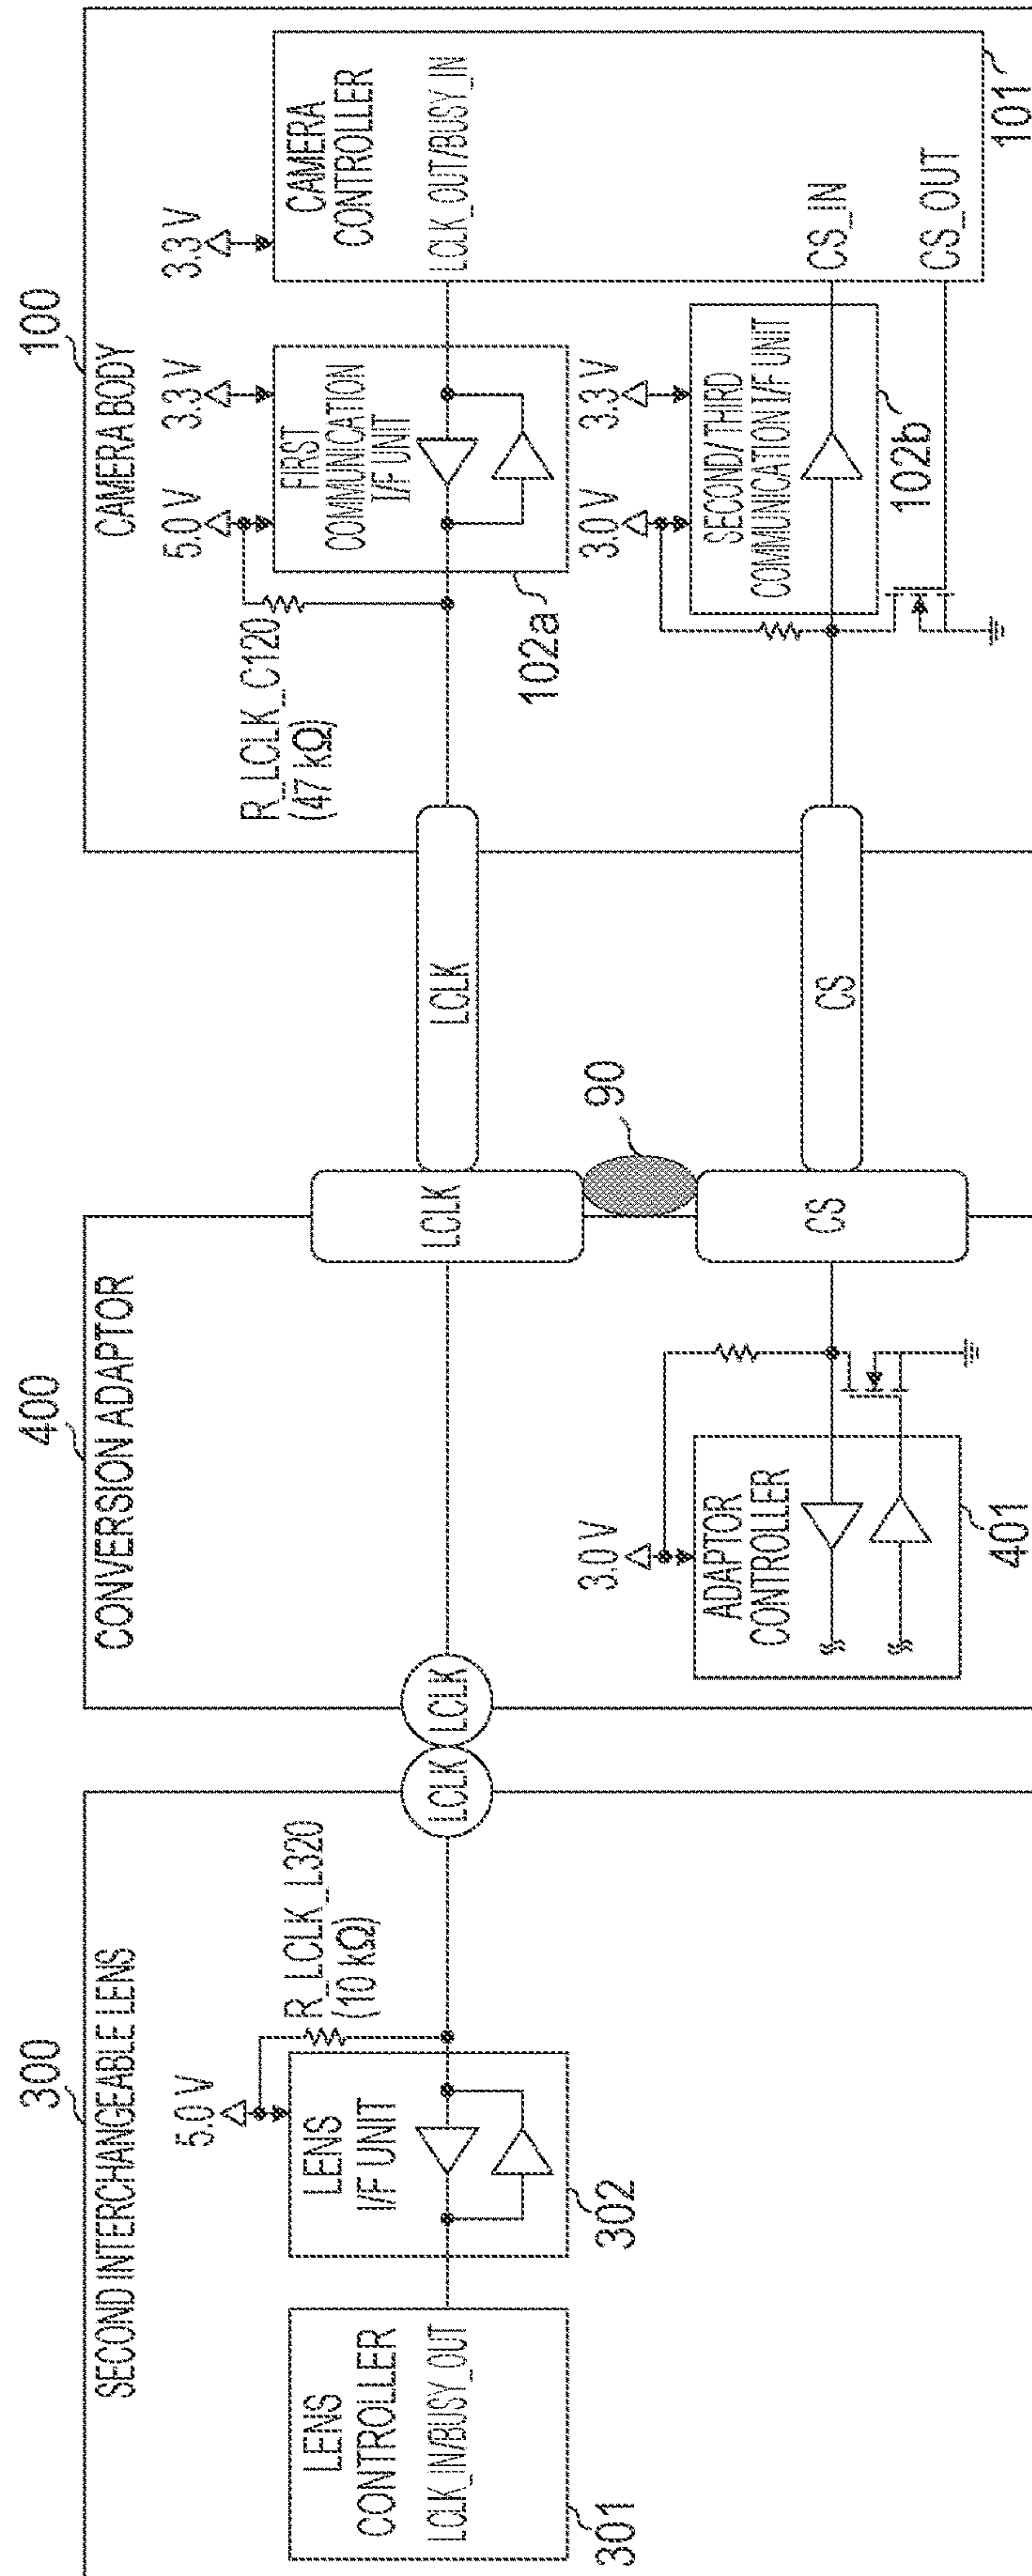 300
SECOND INTERCHANGEABLE LENS
5.0 V
R_LCLK_L320
(10 kΩ)
LENS
CONTROLLER
LCLK_IN/BUSY_OUT
301
LENS
I/F UNIT
302
LCLK
LCLK
400
CONVERSION ADAPTOR
3.0 V
ADAPTOR
CONTROLLER
401
LCLK
CS
90
LCLK
CS
100
CAMERA BODY
R_LCLK_C120
(47 kΩ)
5.0 V
3.3 V
3.3 V
FIRST
COMMUNICATION
I/F UNIT
102a
3.0 V
3.3 V
SECOND/THIRD
COMMUNICATION I/F UNIT
102b
CAMERA
CONTROLLER
LCLK_OUT/BUSY_IN
CS_IN
CS_OUT
101